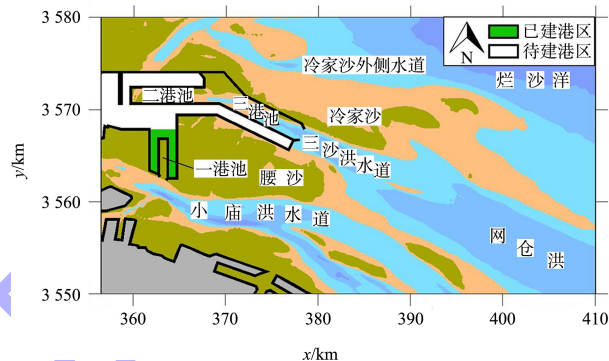 3 580
3 570
3 560
3 550
y/km
已建港区
待建港区
N
冷家沙外侧水道
烂沙洋
二港池
三港池
冷家沙
三沙洪水道
一港池
腰沙
小庙洪水道
网仓洪
360
370
380
390
400
410
x/km